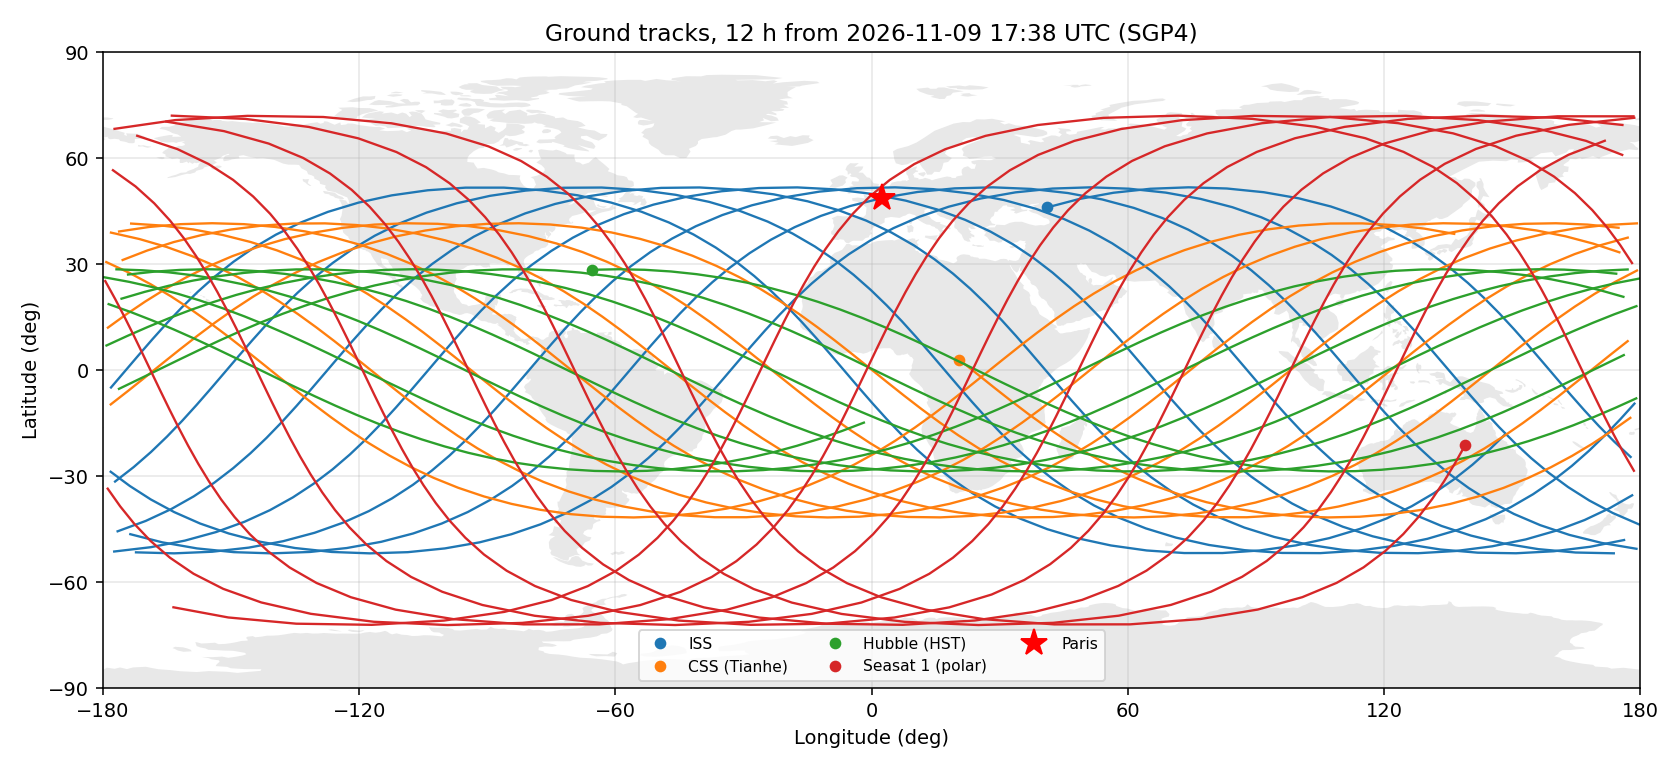 Ground tracks, 12 h from 2026-11-09 17:38 UTC (SGP4)
90
60
30
0
−30
−60
−90
Latitude (deg)
−180
−120
−60
0
60
120
180
Longitude (deg)
ISS
CSS (Tianhe)
Hubble (HST)
Seasat 1 (polar)
Paris